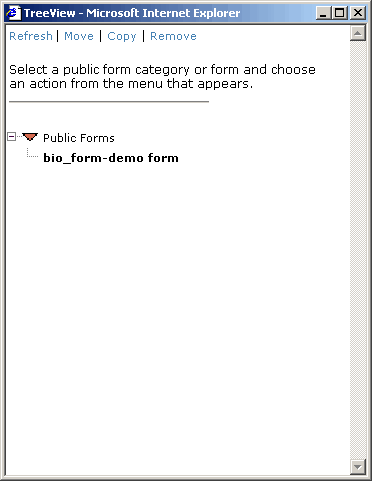 TreeView - Microsoft Internet Explorer
Refresh | Move | Copy | Remove
Select a public form category or form and choose
an action from the menu that appears.
Public Forms
bio_form-demo form